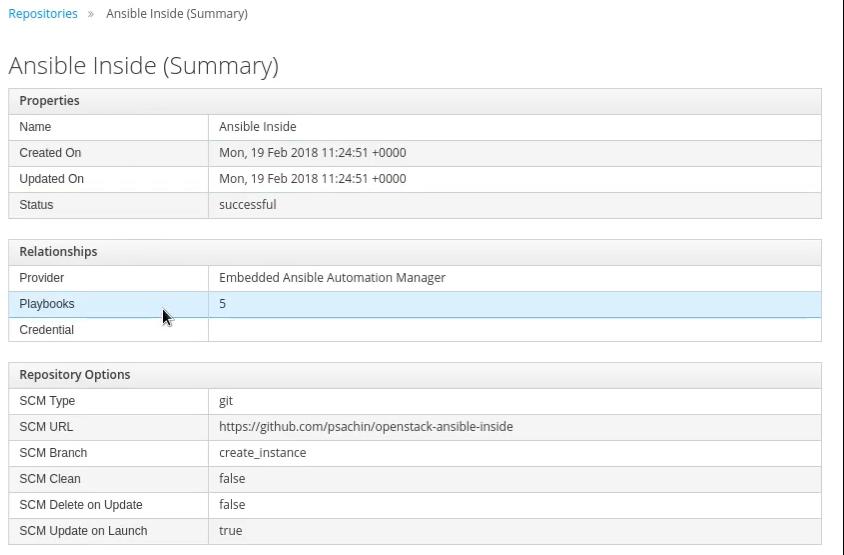 Repositories » Ansible Inside (Summary)
Ansible Inside (Summary)
Properties
Name Ansible Inside
Created On Mon, 19 Feb 2018 11:24:51 +0000
Updated On Mon, 19 Feb 2018 11:24:51 +0000
Status successful
Relationships
Provider Embedded Ansible Automation Manager
Playbooks 5
Credential
Repository Options
SCM Type git
SCM URL https://github.com/psachin/openstack-ansible-inside
SCM Branch create_instance
SCM Clean false
SCM Delete on Update false
SCM Update on Launch true